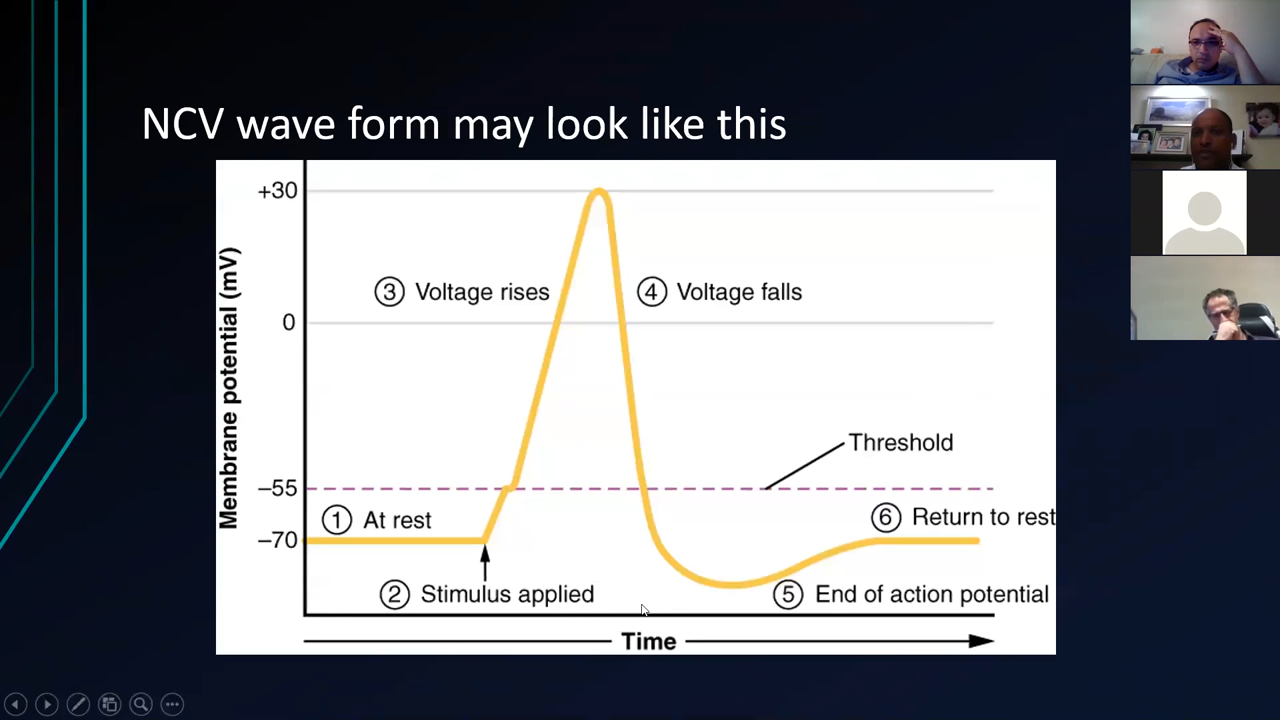 NCV wave form may look like this
+30
③ Voltage rises
④ Voltage falls
0
Membrane potential (mV)
Threshold
–55
① At rest
⑥ Return to rest
–70
② Stimulus applied
⑤ End of action potential
Time